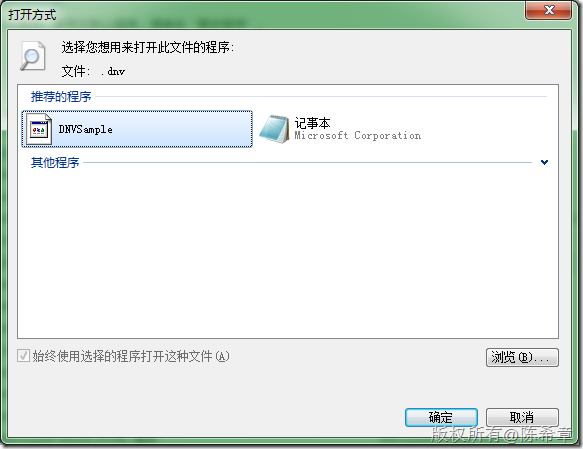 打开方式
选择您想用来打开此文件的程序:
文件: .dnv
推荐的程序
DNVSample
记事本
Microsoft Corporation
其他程序
始终使用选择的程序打开这种文件(A)
浏览(B)...
确定
取消
版权所有@陈希章